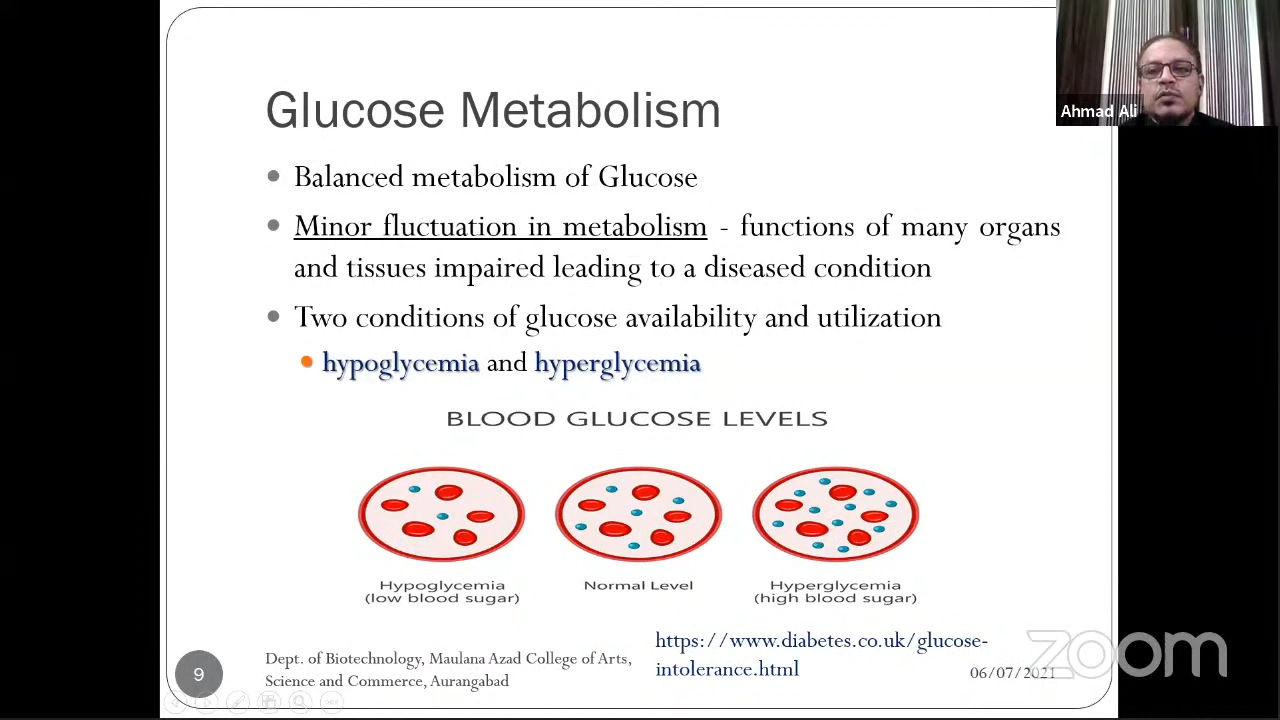 Glucose Metabolism
Ahmad Ali
Balanced metabolism of Glucose
Minor fluctuation in metabolism - functions of many organs
and tissues impaired leading to a diseased condition
Two conditions of glucose availability and utilization
hypoglycemia and hyperglycemia
BLOOD GLUCOSE LEVELS
Hypoglycemia
(low blood sugar)
Normal Level
Hyperglycemia
(high blood sugar)
9
Dept. of Biotechnology, Maulana Azad College of Arts,
Science and Commerce, Aurangabad
https://www.diabetes.co.uk/glucose-
intolerance.html
06/07/2021
zoom